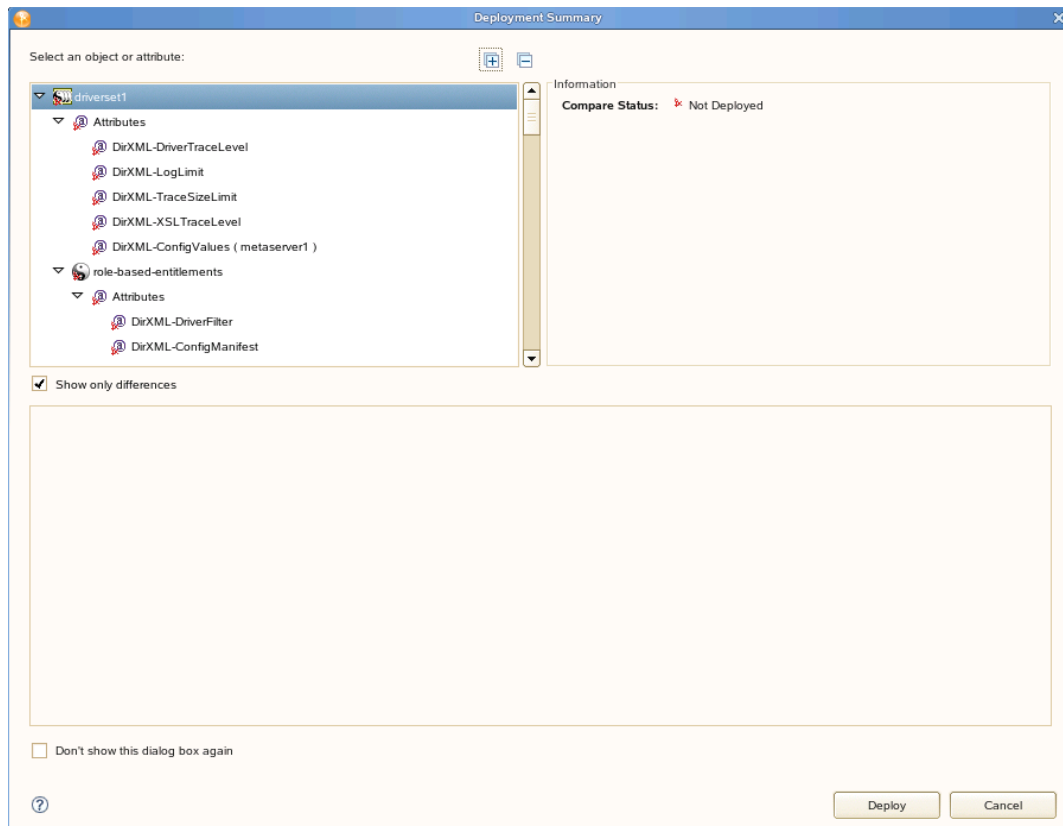 Deployment Summary
Select an object or attribute:
driverset1
Attributes
DirXML-DriverTraceLevel
DirXML-LogLimit
DirXML-TraceSizeLimit
DirXML-XSLTraceLevel
DirXML-ConfigValues ( metaserver1 )
role-based-entitlements
Attributes
DirXML-DriverFilter
DirXML-ConfigManifest
Information
Compare Status: Not Deployed
Show only differences
Don't show this dialog box again
Deploy
Cancel